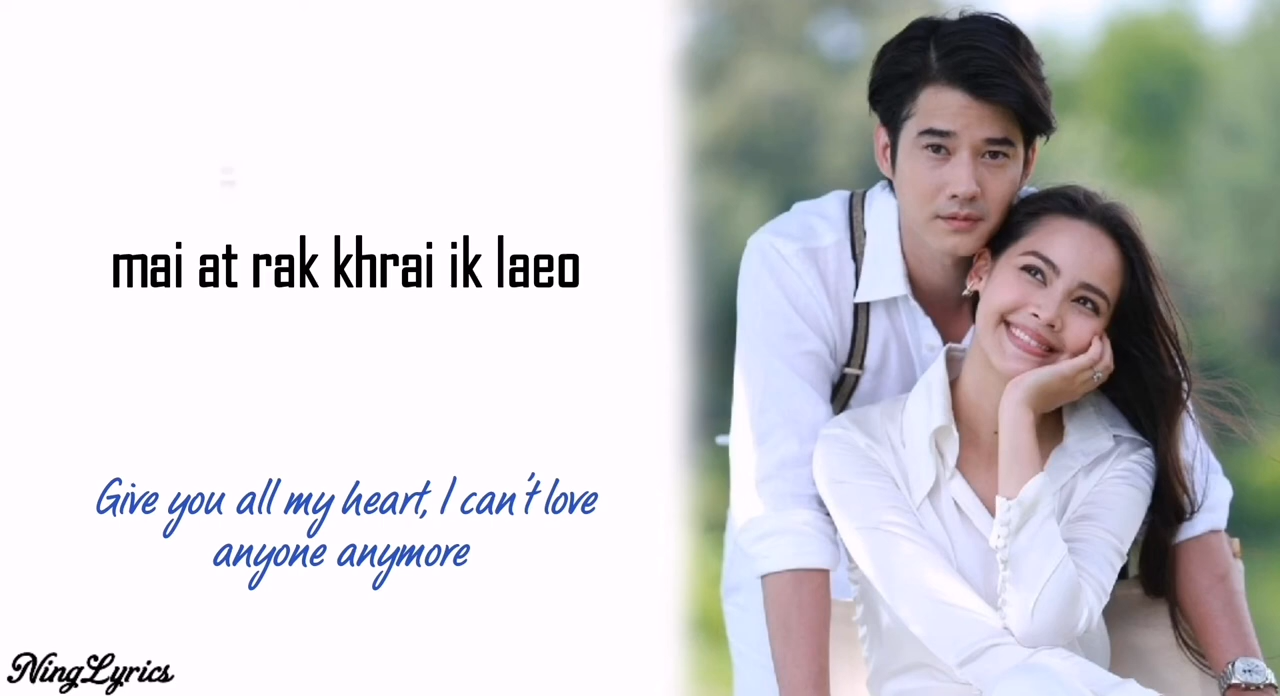 mai at rak khrai ik laeo
Give you all my heart, I can't love
anyone anymore
NingLyrics